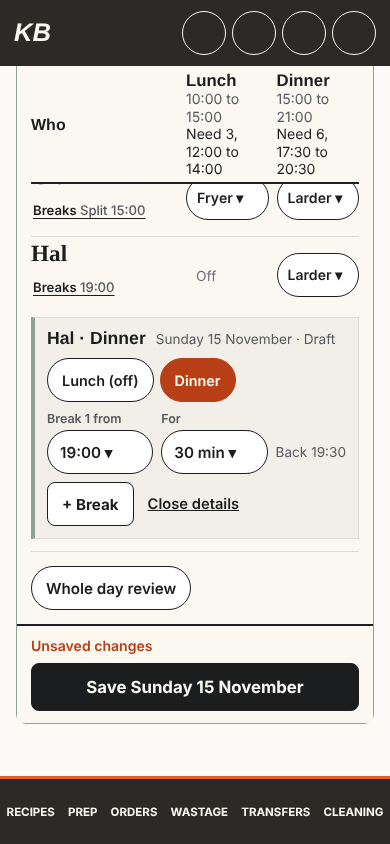 KB
Who
Lunch
10:00 to
15:00
Need 3,
12:00 to
14:00
Dinner
15:00 to
21:00
Need 6,
17:30 to
20:30
Breaks Split 15:00
Fryer ▾
Larder ▾
Hal
Breaks 19:00
Off
Larder ▾
Hal · Dinner Sunday 15 November · Draft
Lunch (off)
Dinner
Break 1 from
For
19:00 ▾
30 min ▾
Back 19:30
+ Break
Close details
Whole day review
Unsaved changes
Save Sunday 15 November
RECIPES PREP ORDERS WASTAGE TRANSFERS CLEANING